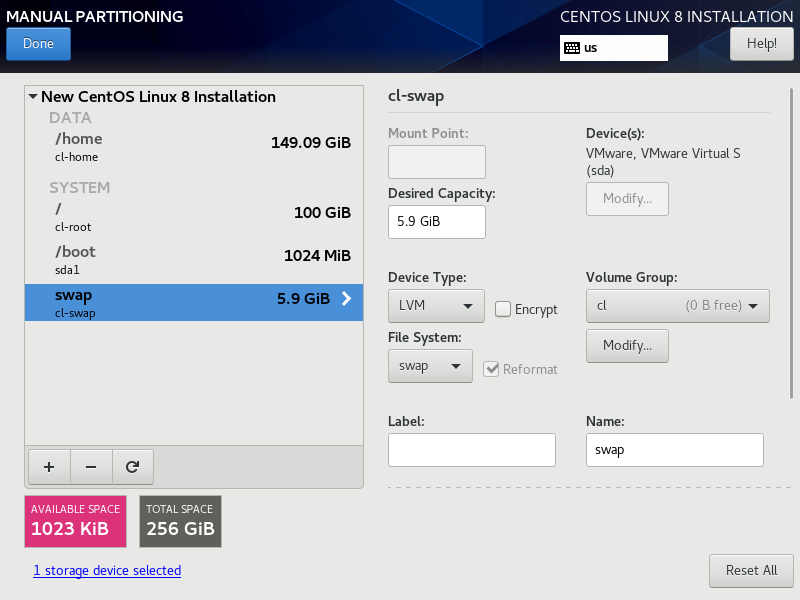 MANUAL PARTITIONING
CENTOS LINUX 8 INSTALLATION
Done
us
Help!
New CentOS Linux 8 Installation
DATA
/home
149.09 GiB
cl-home
SYSTEM
/
100 GiB
cl-root
/boot
1024 MiB
sda1
swap
5.9 GiB
cl-swap
+
−
AVAILABLE SPACE
1023 KiB
TOTAL SPACE
256 GiB
1 storage device selected
cl-swap
Mount Point:
Device(s):
VMware, VMware Virtual S
(sda)
Modify...
Desired Capacity:
5.9 GiB
Device Type:
LVM
Encrypt
Volume Group:
cl (0 B free)
Modify...
File System:
swap
Reformat
Label:
Name:
swap
Reset All